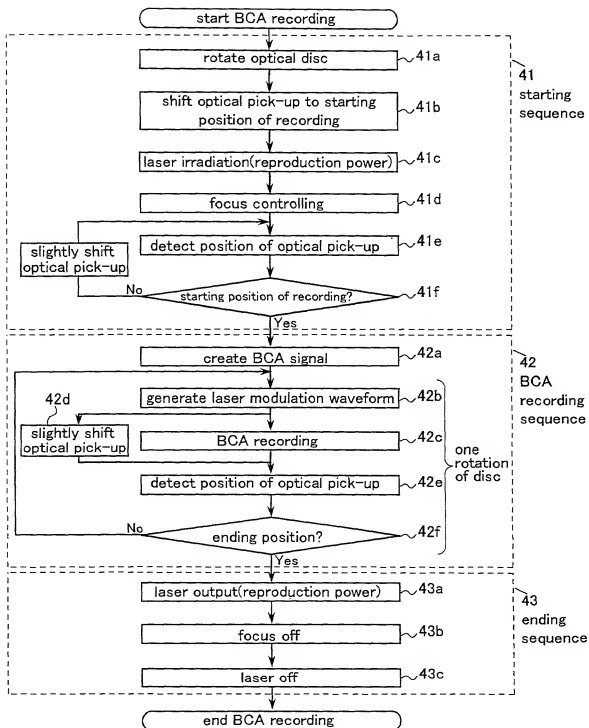 start BCA recording
rotate optical disc
41a
41
starting
sequence
shift optical pick-up to starting
position of recording
41b
laser irradiation(reproduction power)
41c
focus controlling
41d
slightly shift
optical pick-up
detect position of optical pick-up
41e
No
starting position of recording?
41f
Yes
create BCA signal
42a
42
BCA
recording
sequence
generate laser modulation waveform
42b
42d
slightly shift
optical pick-up
BCA recording
42c
one
rotation
of disc
detect position of optical pick-up
42e
No
ending position?
42f
Yes
laser output(reproduction power)
43a
43
ending
sequence
focus off
43b
laser off
43c
end BCA recording